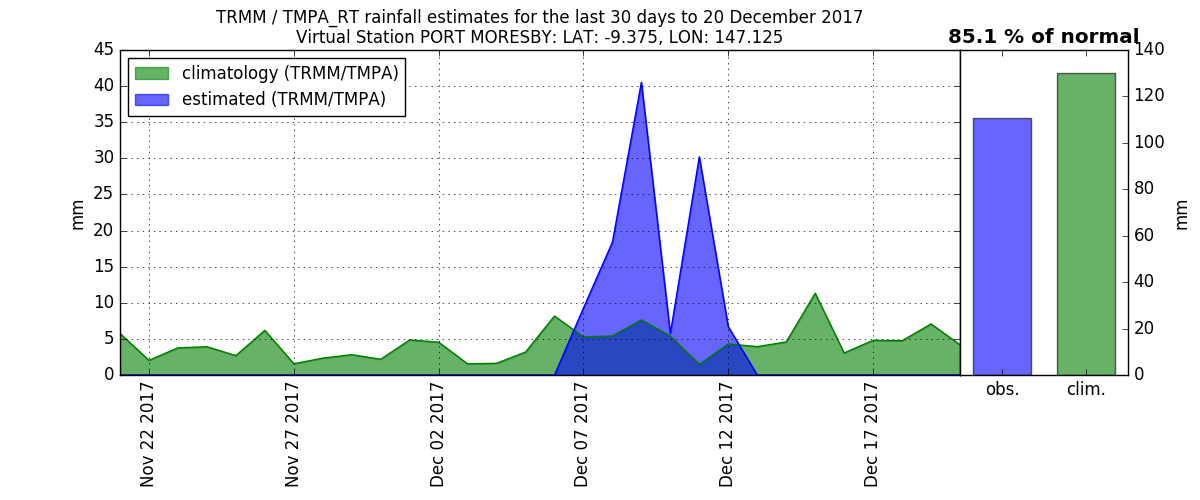 TRMM / TMPA_RT rainfall estimates for the last 30 days to 20 December 2017
Virtual Station PORT MORESBY: LAT: -9.375, LON: 147.125
85.1 % of normal
climatology (TRMM/TMPA)
estimated (TRMM/TMPA)
45
40
35
30
25
20
15
10
5
0
mm
Nov 22 2017
Nov 27 2017
Dec 02 2017
Dec 07 2017
Dec 12 2017
Dec 17 2017
obs.
clim.
140
120
100
80
60
40
20
0
mm